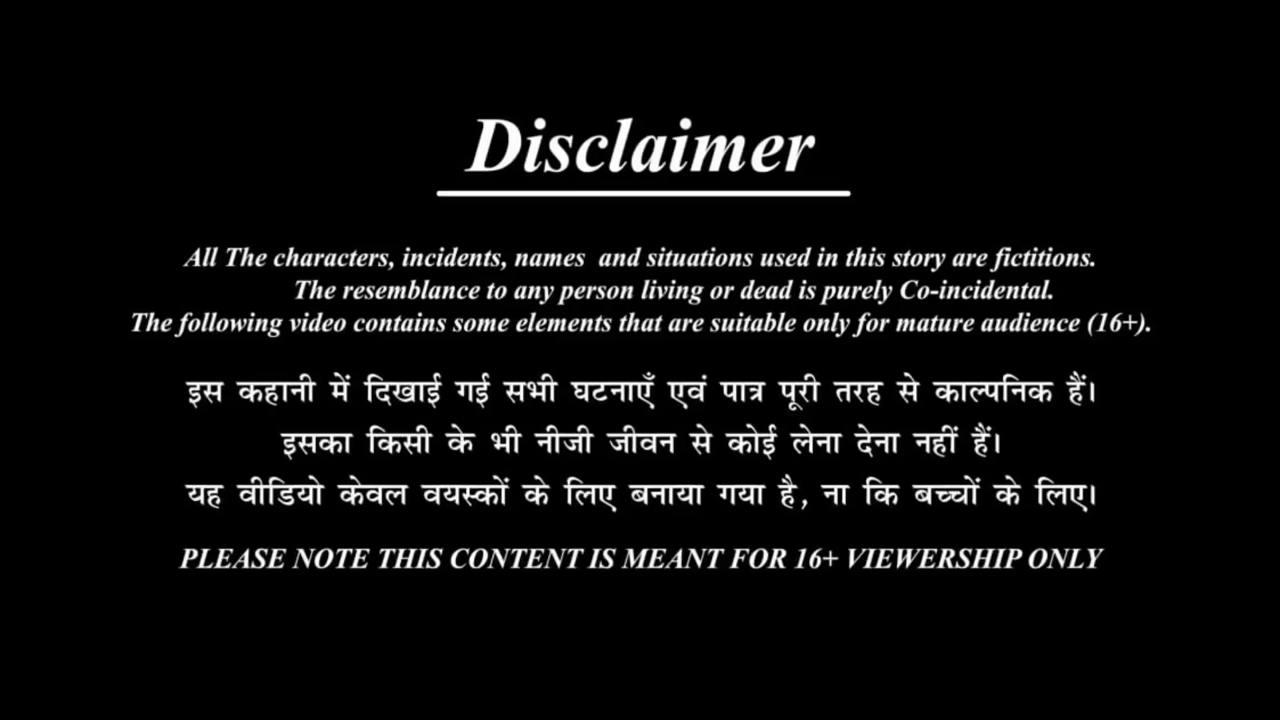 Disclaimer
All The characters, incidents, names and situations used in this story are fictitions.
The resemblance to any person living or dead is purely Co-incidental.
The following video contains some elements that are suitable only for mature audience (16+).
इस कहानी में दिखाई गई सभी घटनाएँ एवं पात्र पूरी तरह से काल्पनिक हैं।
इसका किसी के भी नीजी जीवन से कोई लेना देना नहीं हैं।
यह वीडियो केवल वयस्कों के लिए बनाया गया है, ना कि बच्चों के लिए।
PLEASE NOTE THIS CONTENT IS MEANT FOR 16+ VIEWERSHIP ONLY